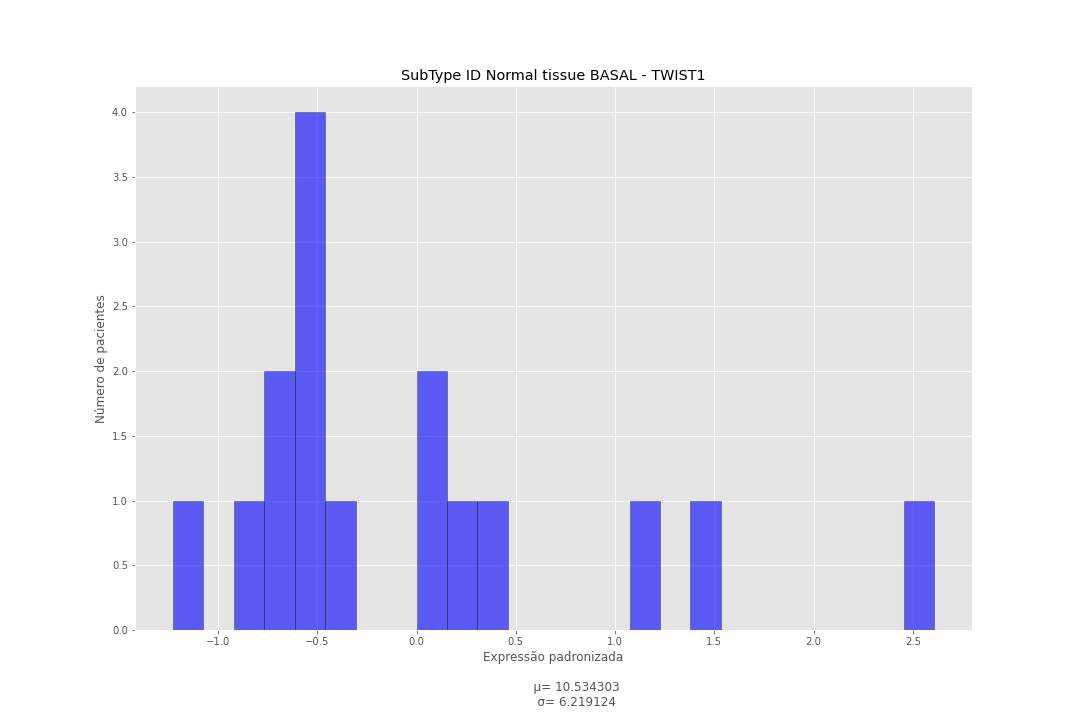 SubType ID Normal tissue BASAL - TWIST1
4.0
3.5
3.0
2.5
2.0
1.5
1.0
0.5
0.0
Número de pacientes
−1.0 −0.5 0.0 0.5 1.0 1.5 2.0 2.5
Expressão padronizada
μ= 10.534303
σ= 6.219124